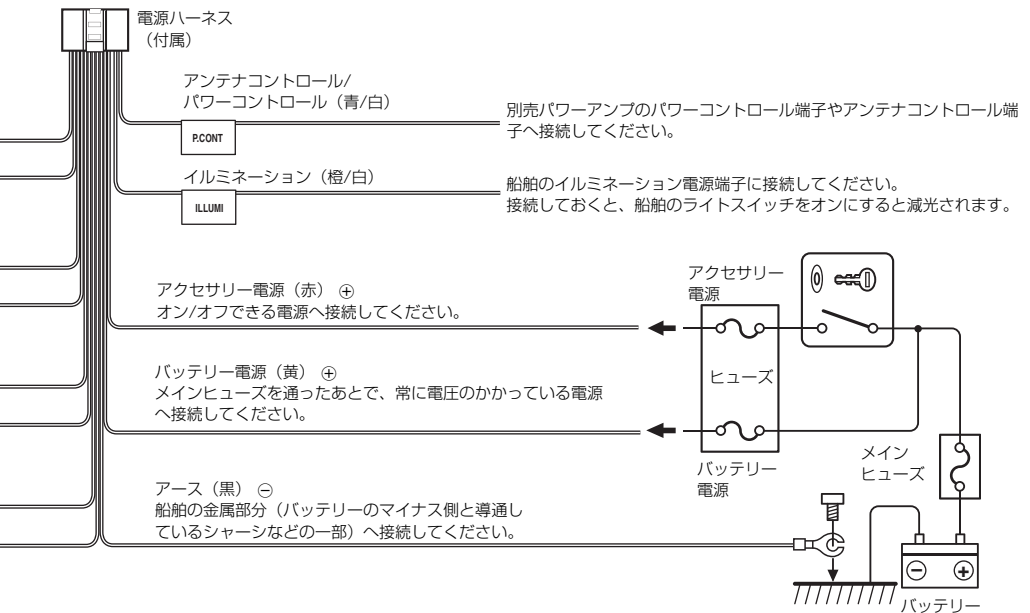 電源ハーネス
（付属）
アンテナコントロール/
パワーコントロール（青/白）
P.CONT
別売パワーアンプのパワーコントロール端子やアンテナコントロール端
子へ接続してください。
イルミネーション（橙/白）
ILLUMI
船舶のイルミネーション電源端子に接続してください。
接続しておくと、船舶のライトスイッチをオンにすると減光されます。
アクセサリー電源（赤） ⊕
オン/オフできる電源へ接続してください。
アクセサリー
電源
ヒューズ
バッテリー電源（黄） ⊕
メインヒューズを通ったあとで、常に電圧のかかっている電源
へ接続してください。
バッテリー
電源
メイン
ヒューズ
アース（黒） ⊖
船舶の金属部分（バッテリーのマイナス側と導通し
ているシャーシなどの一部）へ接続してください。
⊖ ⊕
バッテリー